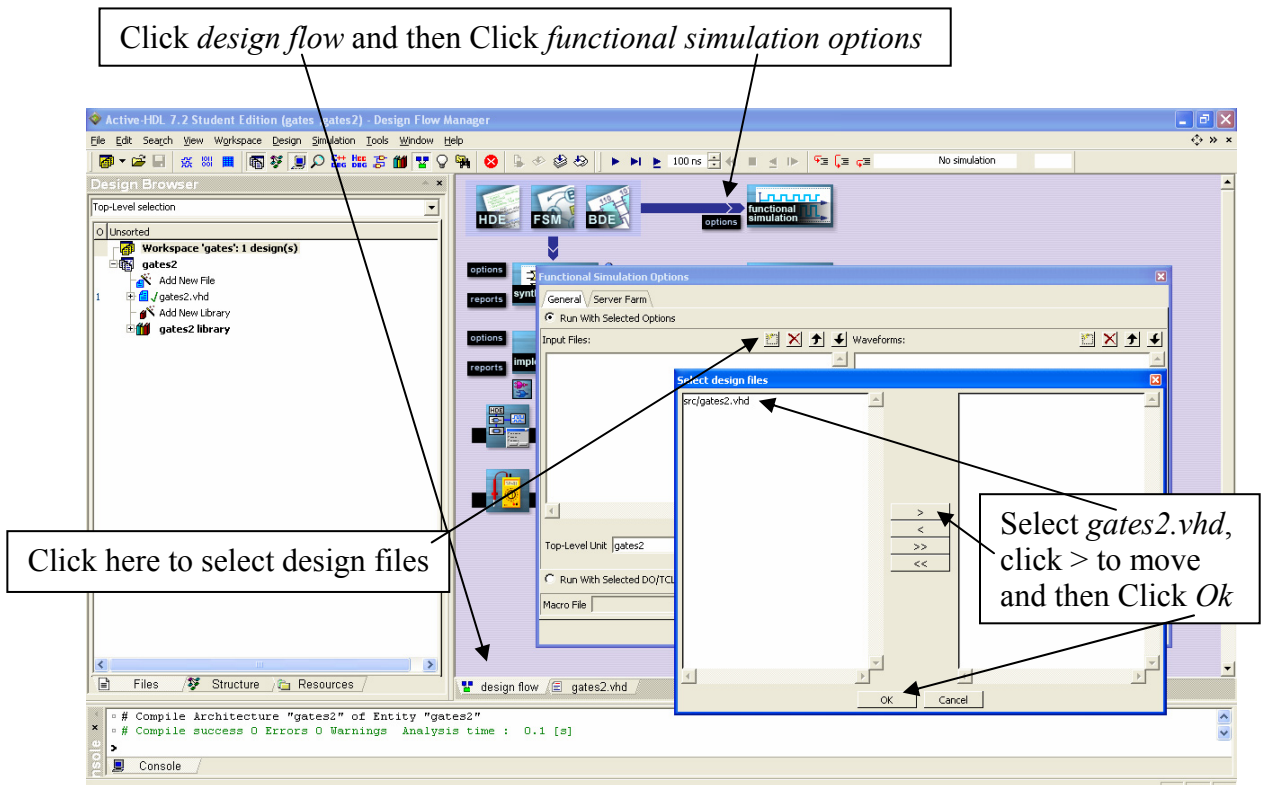 Click design flow and then Click functional simulation options
Active-HDL 7.2 Student Edition (gates ,gates2) - Design Flow Manager
File Edit Search View Workspace Design Simulation Tools Window Help
100 ns No simulation
Design Browser
Top-Level selection
O Unsorted
Workspace 'gates': 1 design(s)
gates2
Add New File
1 gates2.vhd
Add New Library
gates2 library
Files Structure Resources
HDE FSM BDE options functional simulation
options
reports
options
reports
Functional Simulation Options
General Server Farm
Run With Selected Options
Input Files: Waveforms:
Top-Level Unit gates2
Run With Selected DO/TCL
Macro File
Select design files
src/gates2.vhd
>
<
>>
<<
OK Cancel
Click here to select design files
Select gates2.vhd,
click > to move
and then Click Ok
design flow gates2.vhd
# Compile Architecture "gates2" of Entity "gates2"
# Compile success 0 Errors 0 Warnings Analysis time : 0.1 [s]
>
Console